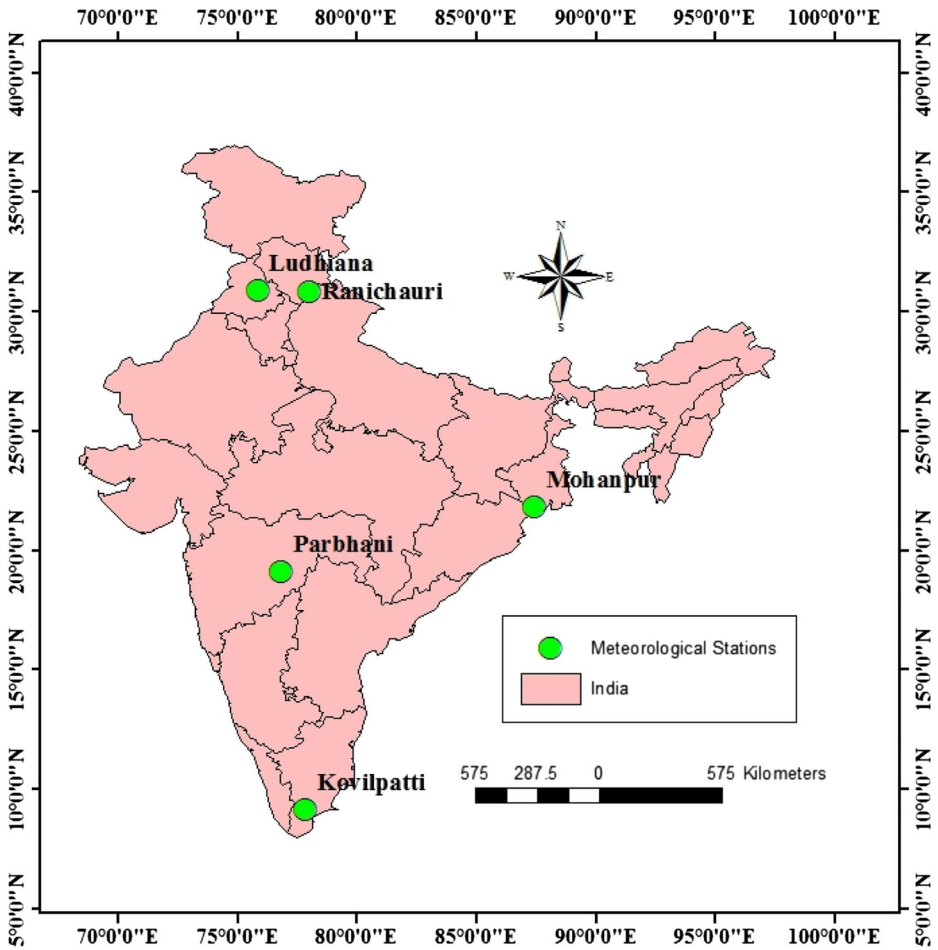 70°0'0"E 75°0'0"E 80°0'0"E 85°0'0"E 90°0'0"E 95°0'0"E 100°0'0"E
40°0'0"N 40°0'0"N
35°0'0"N 35°0'0"N
N
W E
S
Ludhiana
Ranichauri
30°0'0"N 30°0'0"N
25°0'0"N 25°0'0"N
Mohanpur
Parbhani
20°0'0"N 20°0'0"N
Meteorological Stations
India
15°0'0"N 15°0'0"N
575 287.5 0 575 Kilometers
Kovilpatti
10°0'0"N 10°0'0"N
5°0'0"N 5°0'0"N
70°0'0"E 75°0'0"E 80°0'0"E 85°0'0"E 90°0'0"E 95°0'0"E 100°0'0"E